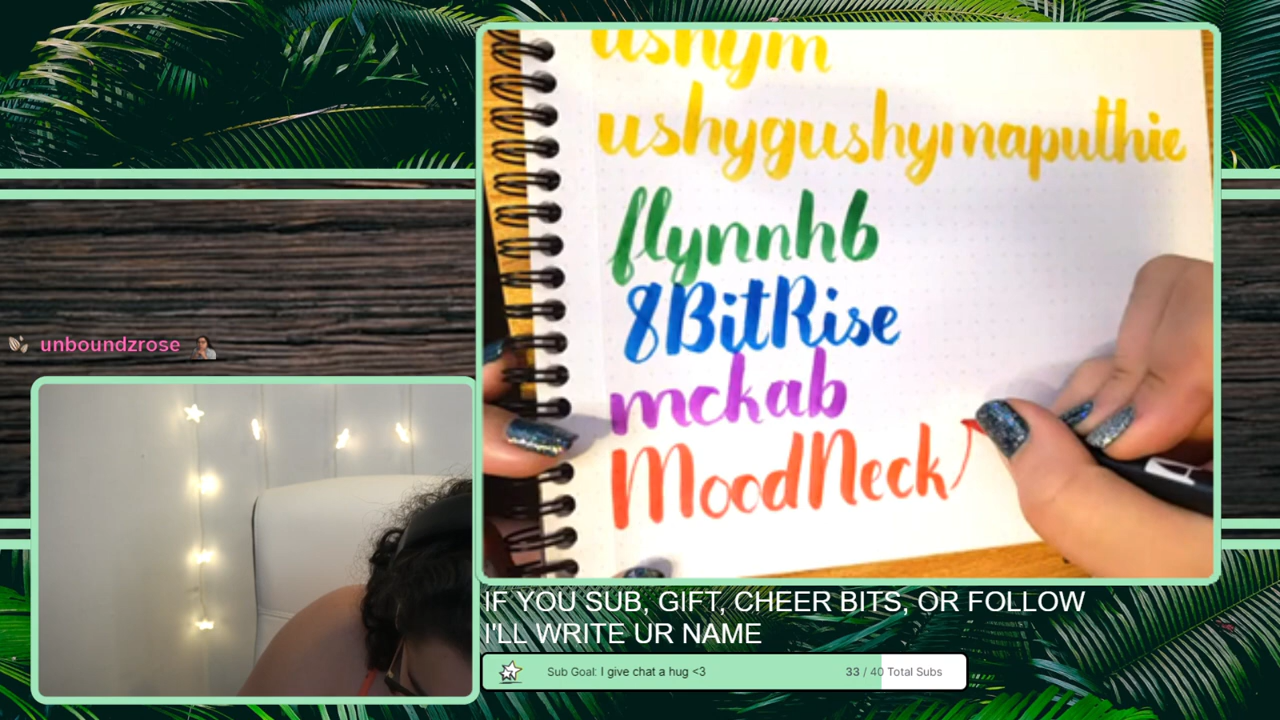 ushym
ushygushymaputhie
flynnhb
8BitRise
mckab
MoodNeck
unboundzrose
IF YOU SUB, GIFT, CHEER BITS, OR FOLLOW
I'LL WRITE UR NAME
Sub Goal: I give chat a hug <3 33 / 40 Total Subs